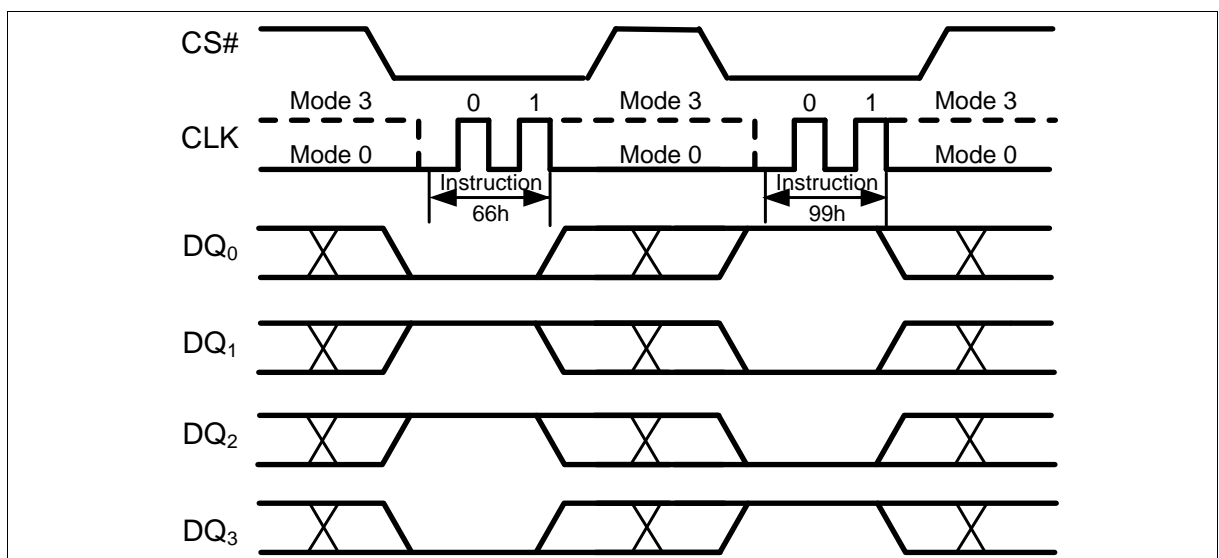 CS#
Mode 3 0 1 Mode 3 0 1 Mode 3
CLK
Mode 0 Mode 0 Mode 0
Instruction Instruction
66h 99h
DQ0
DQ1
DQ2
DQ3